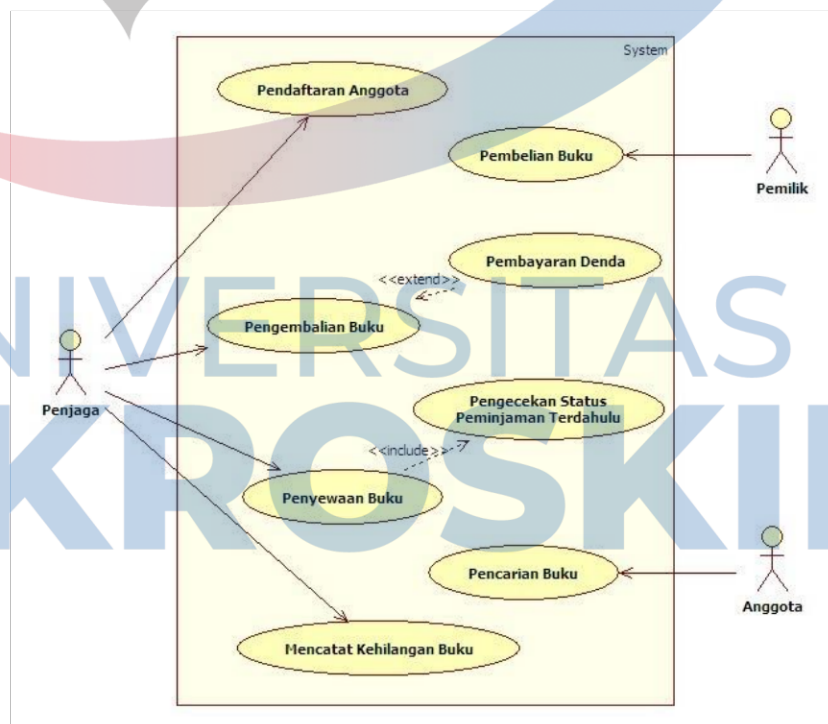 System
Pendaftaran Anggota
Pembelian Buku
Pemilik
Pembayaran Denda
<<extend>>
Pengembalian Buku
Penjaga
Pengecekan Status
Peminjaman Terdahulu
<<include>>
Penyewaan Buku
Pencarian Buku
Anggota
Mencatat Kehilangan Buku
NIVERSITAS
KROSKIL